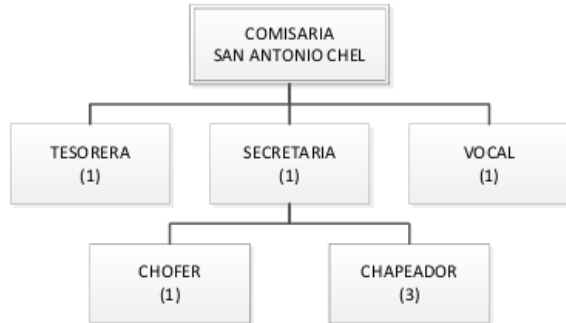 COMISARIA
SAN ANTONIO CHEL
TESORERA
(1)
SECRETARIA
(1)
VOCAL
(1)
CHOFER
(1)
CHAPEADOR
(3)